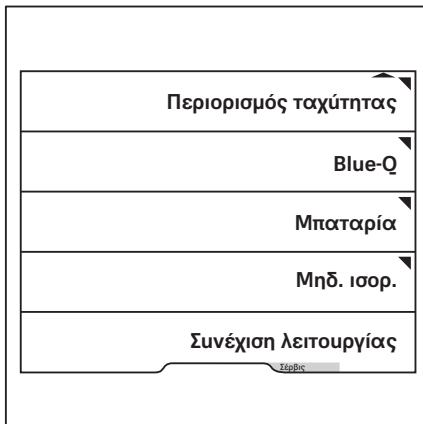 Περιορισμός ταχύτητας
Blue-Q
Μπαταρία
Μηδ. ισορ.
Συνέχιση λειτουργίας
Σέρβις